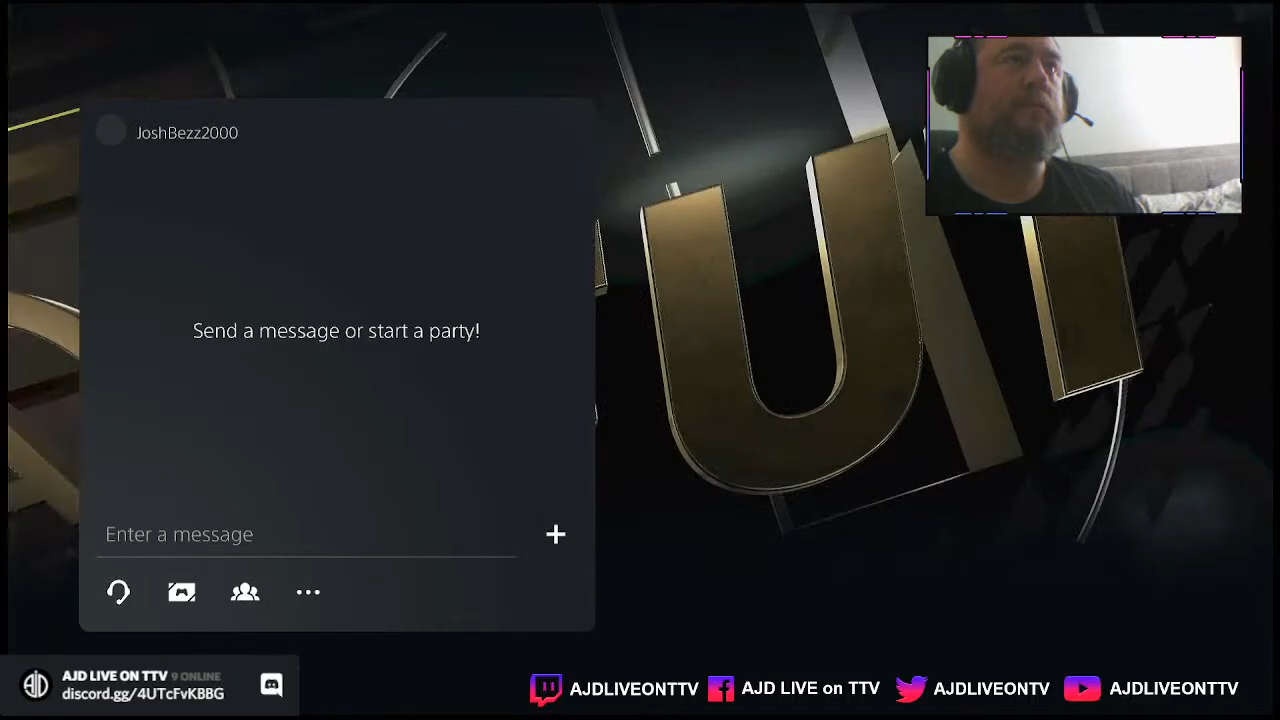 JoshBezz2000
Send a message or start a party!
Enter a message
AJD LIVE ON TTV 9 ONLINE
discord.gg/4UTcFvKBBG
AJDLIVEONTTV
AJD LIVE on TTV
AJDLIVEONTV
AJDLIVEONTTV